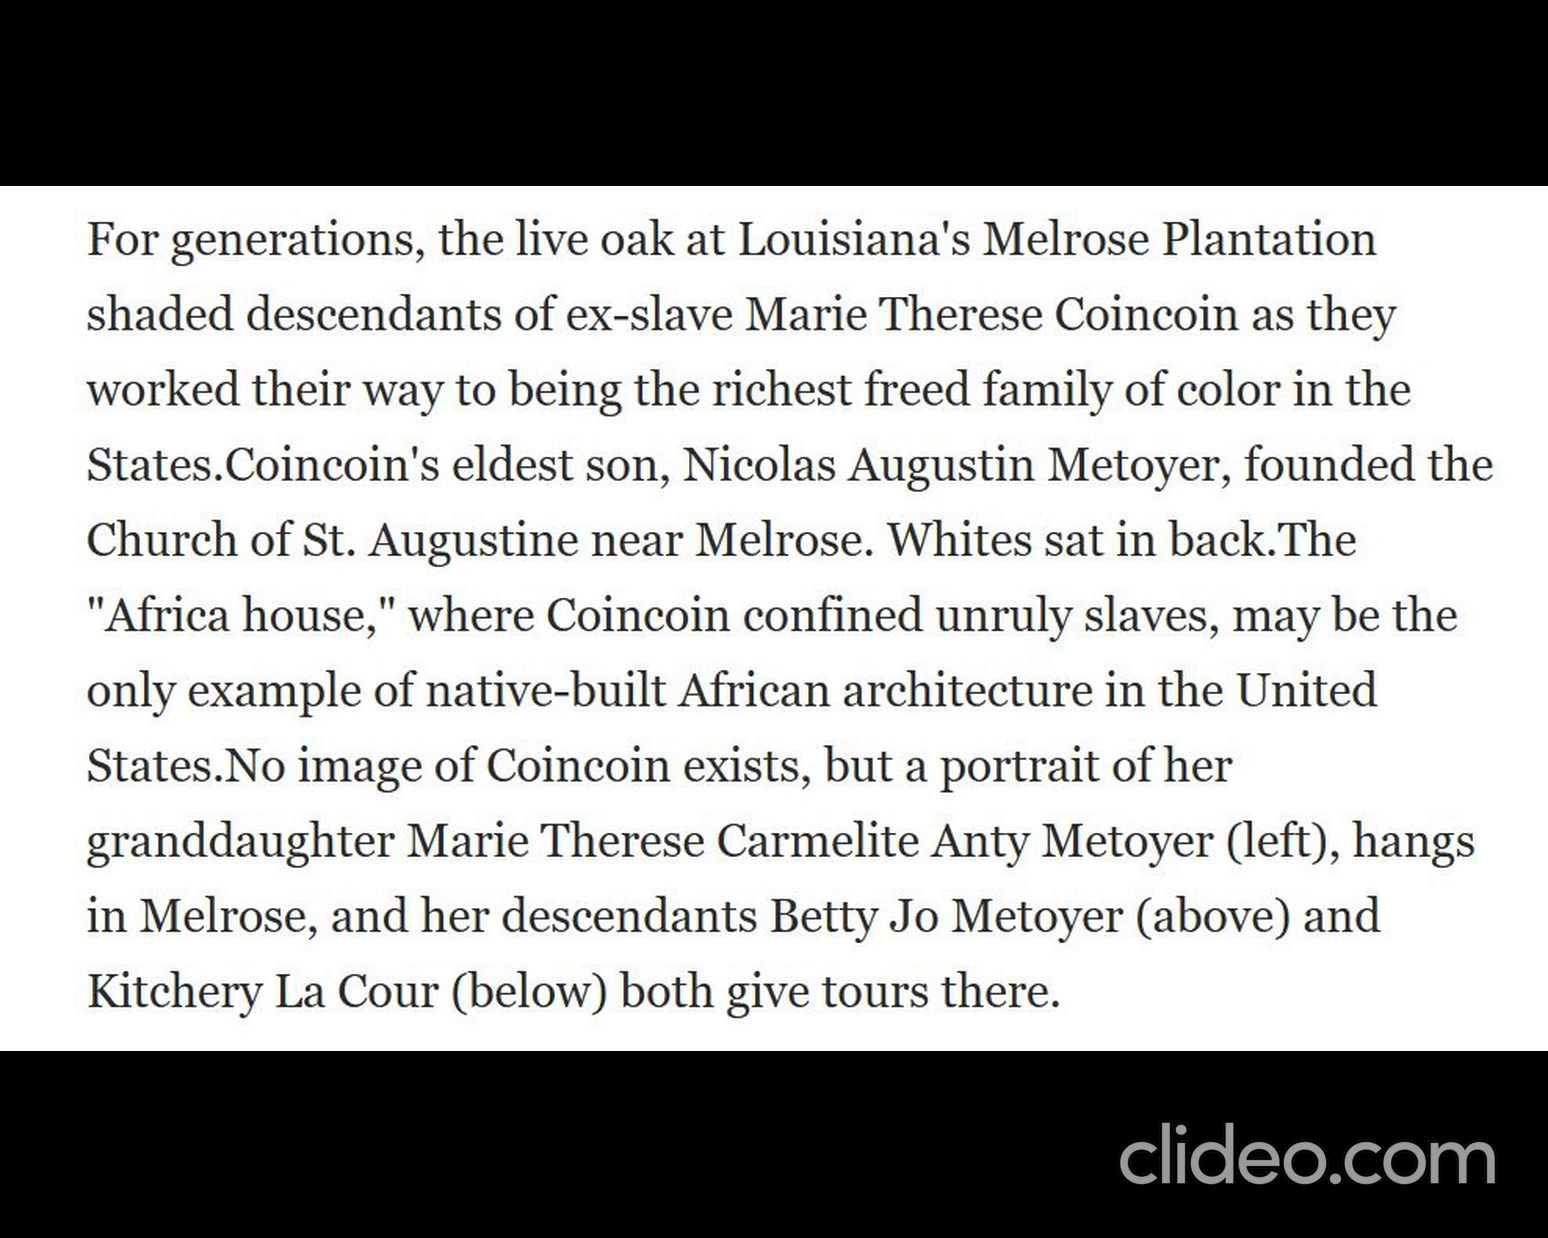 For generations, the live oak at Louisiana's Melrose Plantation
shaded descendants of ex-slave Marie Therese Coincoin as they
worked their way to being the richest freed family of color in the
States.Coincoin's eldest son, Nicolas Augustin Metoyer, founded the
Church of St. Augustine near Melrose. Whites sat in back.The
"Africa house," where Coincoin confined unruly slaves, may be the
only example of native-built African architecture in the United
States.No image of Coincoin exists, but a portrait of her
granddaughter Marie Therese Carmelite Anty Metoyer (left), hangs
in Melrose, and her descendants Betty Jo Metoyer (above) and
Kitchery La Cour (below) both give tours there.
clideo.com